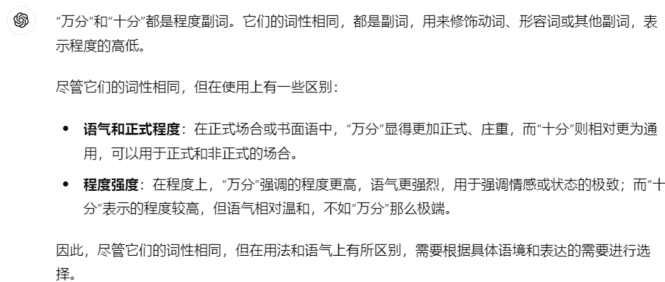 “万分”和“十分”都是程度副词。它们的词性相同，都是副词，用来修饰动词、形容词或其他副词，表
示程度的高低。
尽管它们的词性相同，但在使用上有一些区别：
• 语气和正式程度：在正式场合或书面语中，“万分”显得更加正式、庄重，而“十分”则相对更为通
用，可以用于正式和非正式的场合。
• 程度强度：在程度上，“万分”强调的程度更高，语气更强烈，用于强调情感或状态的极致；而“十
分”表示的程度较高，但语气相对温和，不如“万分”那么极端。
因此，尽管它们的词性相同，但在用法和语气上有所区别，需要根据具体语境和表达的需要进行选
择。